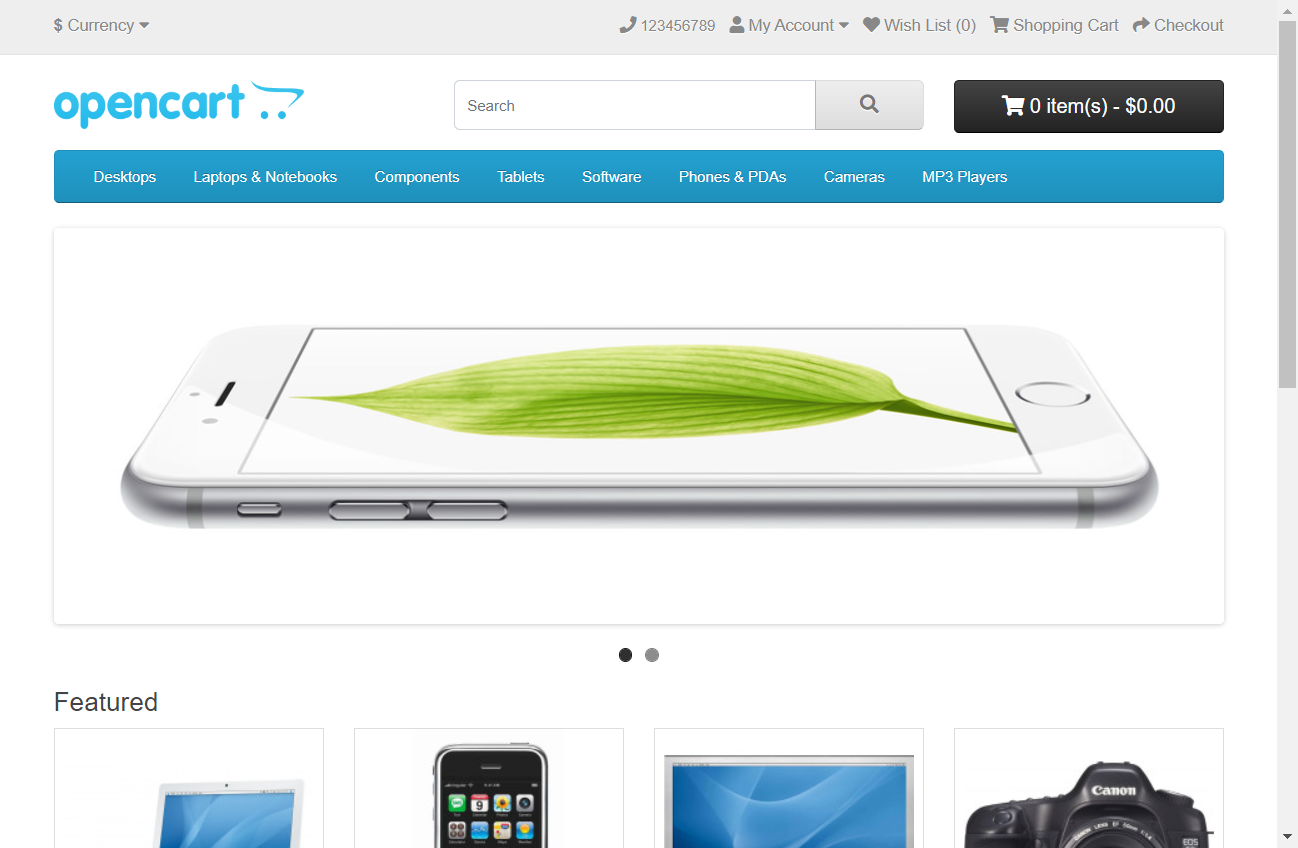 $ Currency
123456789 My Account Wish List (0) Shopping Cart Checkout
opencart
Search
0 item(s) - $0.00
Desktops Laptops & Notebooks Components Tablets Software Phones & PDAs Cameras MP3 Players
Featured
Canon